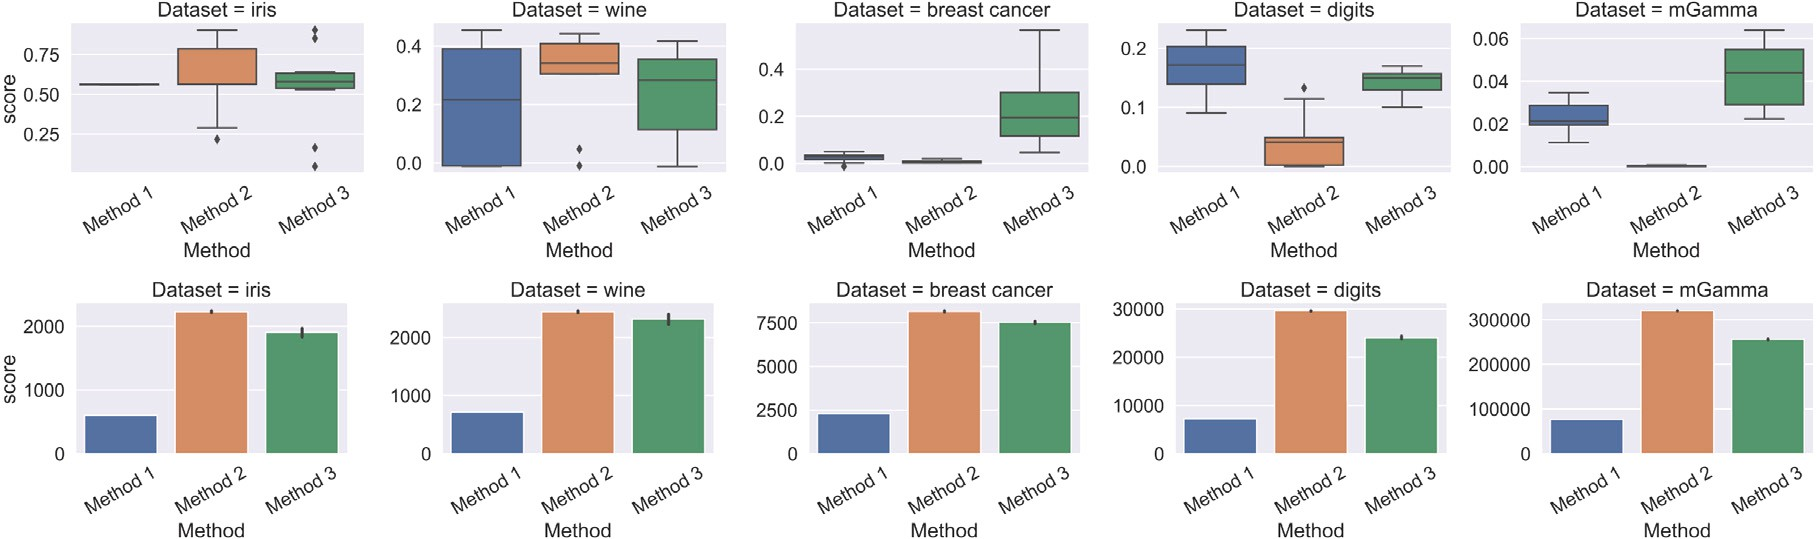 Dataset = iris
Dataset = wine
Dataset = breast cancer
Dataset = digits
Dataset = mGamma
score
0.75
0.50
0.25
0.4
0.2
0.0
0.4
0.2
0.0
0.2
0.1
0.0
0.06
0.04
0.02
0.00
Method 1
Method 2
Method 3
Method 1
Method 2
Method 3
Method 1
Method 2
Method 3
Method 1
Method 2
Method 3
Method 1
Method 2
Method 3
Method
Method
Method
Method
Method
Dataset = iris
Dataset = wine
Dataset = breast cancer
Dataset = digits
Dataset = mGamma
score
2000
1000
0
2000
1000
0
7500
5000
2500
0
30000
20000
10000
0
300000
200000
100000
0
Method 1
Method 2
Method 3
Method 1
Method 2
Method 3
Method 1
Method 2
Method 3
Method 1
Method 2
Method 3
Method 1
Method 2
Method 3
Method
Method
Method
Method
Method